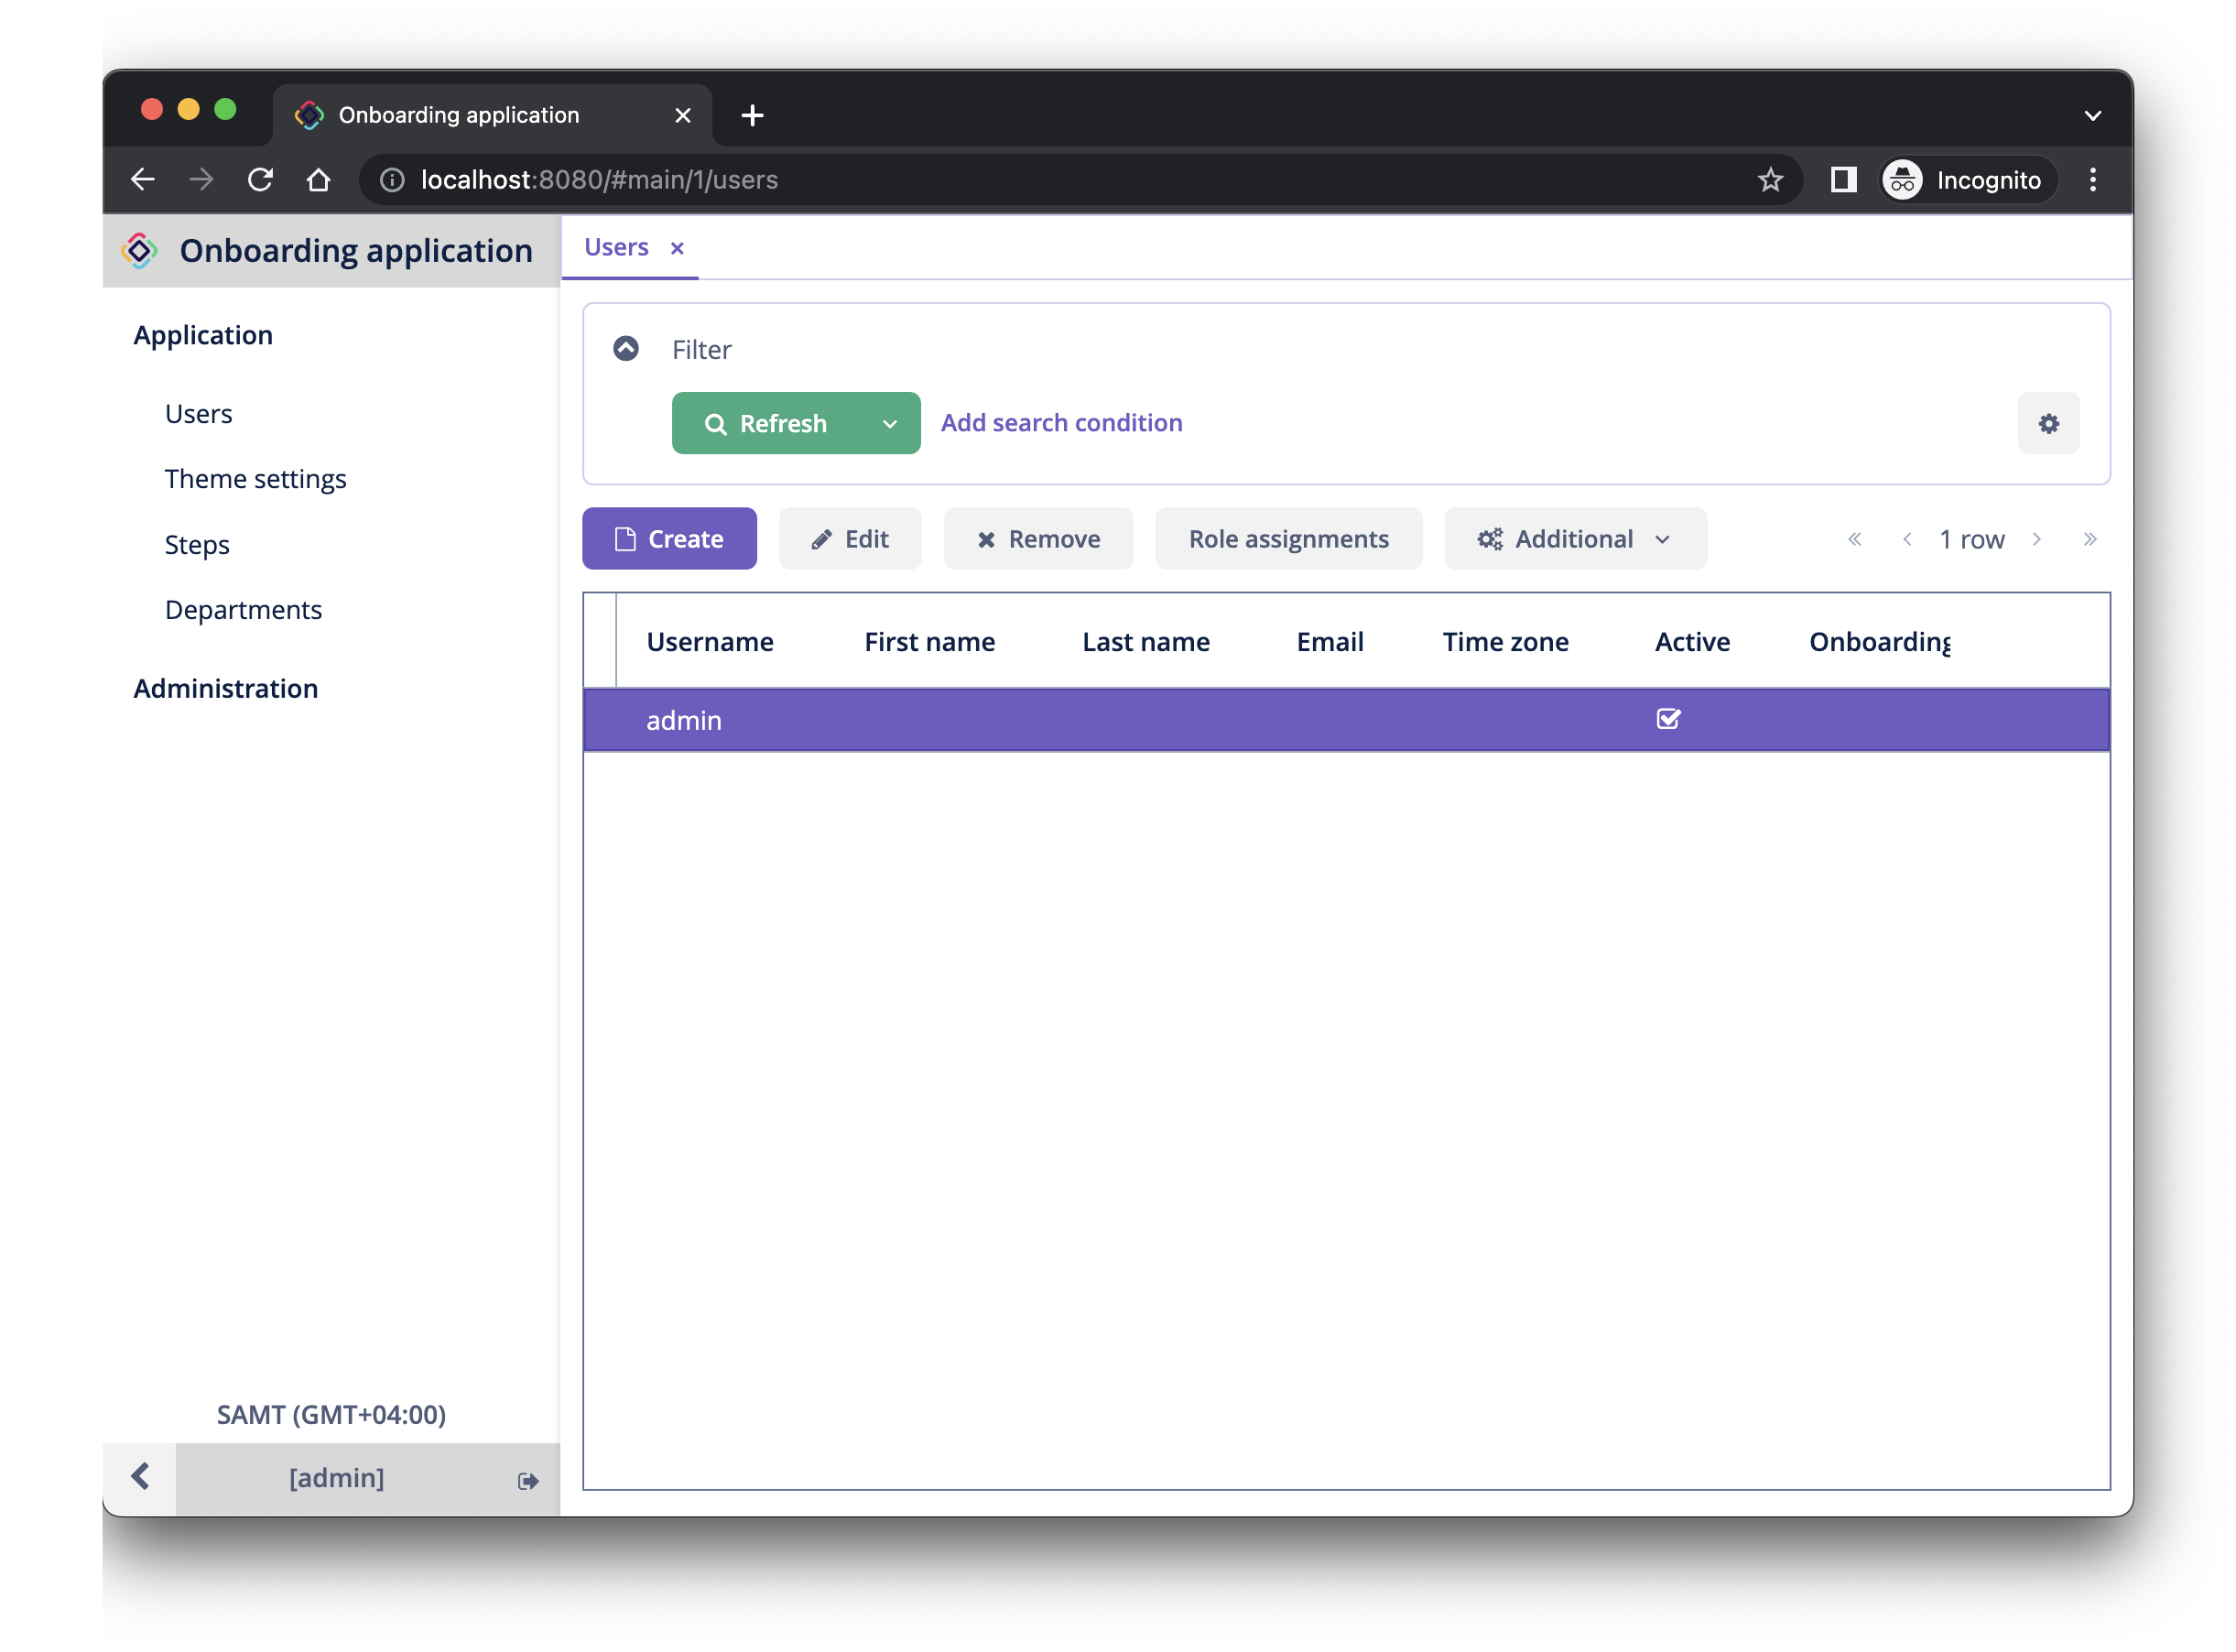 Onboarding application
localhost:8080/#main/1/users
Incognito
Onboarding application
Application
Users
Theme settings
Steps
Departments
Administration
SAMT (GMT+04:00)
[admin]
Users
Filter
Refresh Add search condition
Create Edit Remove Role assignments Additional 1 row
Username First name Last name Email Time zone Active Onboarding
admin